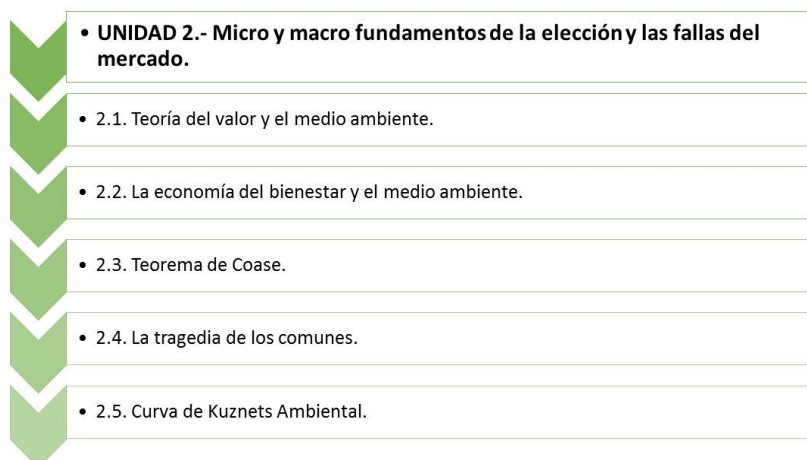 • UNIDAD 2.- Micro y macro fundamentos de la elección y las fallas del
mercado.
• 2.1. Teoría del valor y el medio ambiente.
• 2.2. La economía del bienestar y el medio ambiente.
• 2.3. Teorema de Coase.
• 2.4. La tragedia de los comunes.
• 2.5. Curva de Kuznets Ambiental.